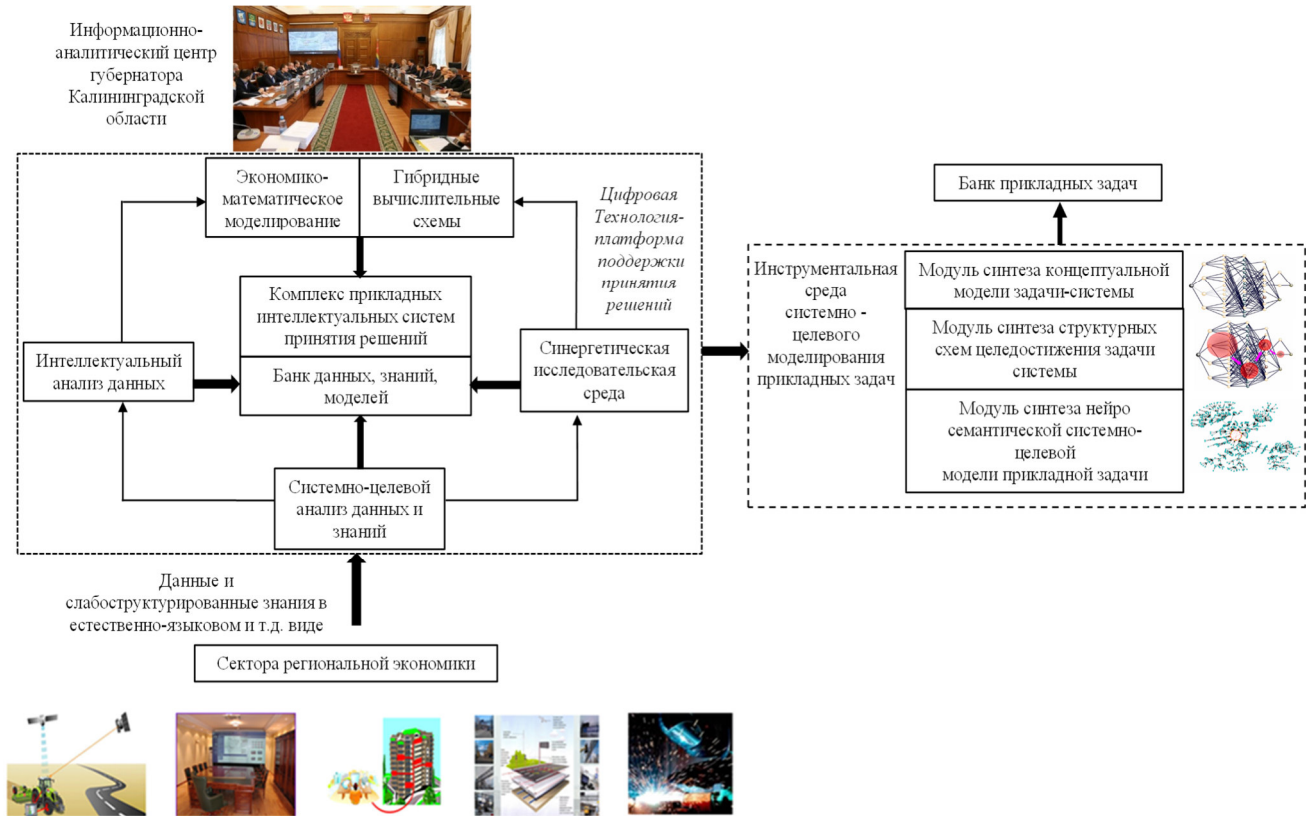 Информационно-
аналитический центр
губернатора
Калининградской
области
Экономико-
математическое
моделирование
Гибридные
вычислительные
схемы
Цифровая
Технология-
платформа
поддержки
принятия
решений
Комплекс прикладных
интеллектуальных систем
принятия решений
Интеллектуальный
анализ данных
Банк данных, знаний,
моделей
Синергетическая
исследовательская
среда
Системно-целевой
анализ данных и
знаний
Данные и
слабоструктурированные знания в
естественно-языковом и т.д. виде
Сектора региональной экономики
Банк прикладных задач
Инструментальная
среда
системно -
целевого
моделирования
прикладных задач
Модуль синтеза концептуальной
модели задачи-системы
Модуль синтеза структурных
схем целедостижения задачи
системы
Модуль синтеза нейро
семантической системно-
целевой
модели прикладной задачи